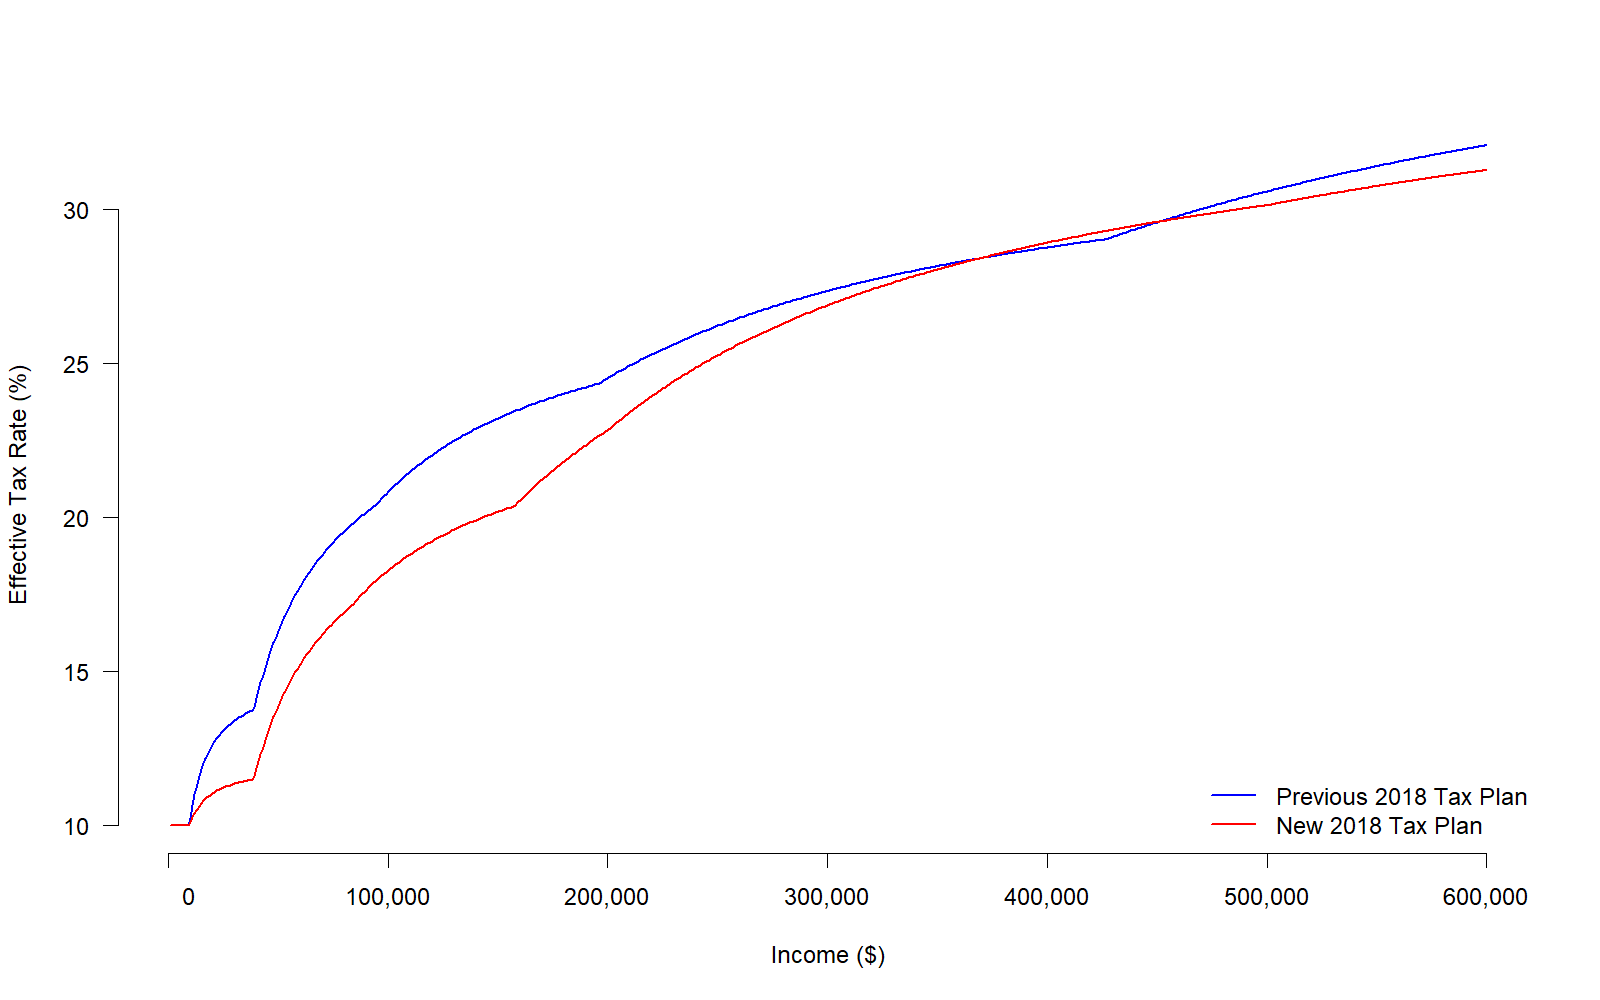 Effective Tax Rate (%)
30
25
20
15
10
Previous 2018 Tax Plan
New 2018 Tax Plan
0 100,000 200,000 300,000 400,000 500,000 600,000
Income ($)